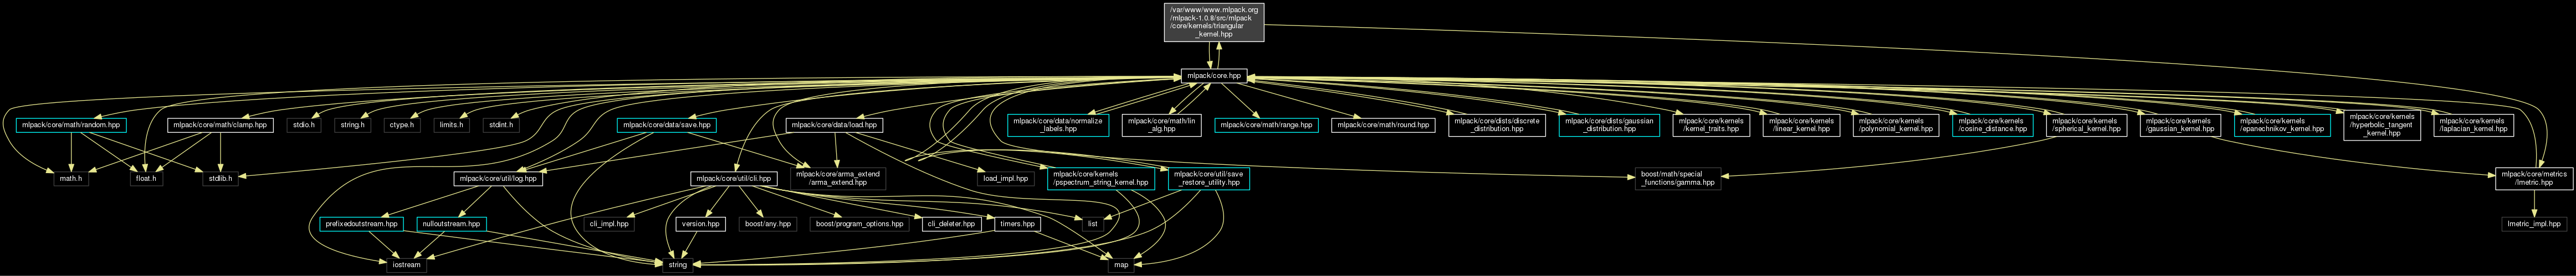 /var/www/www.mlpack.org
/mlpack-1.0.8/src/mlpack
/core/kernels/triangular
_kernel.hpp
mlpack/core.hpp
mlpack/core/math/random.hpp
mlpack/core/math/clamp.hpp
stdio.h
string.h
ctype.h
limits.h
stdint.h
mlpack/core/data/save.hpp
mlpack/core/data/load.hpp
mlpack/core/data/normalize
_labels.hpp
mlpack/core/math/lin
_alg.hpp
mlpack/core/math/range.hpp
mlpack/core/math/round.hpp
mlpack/core/dists/discrete
_distribution.hpp
mlpack/core/dists/gaussian
_distribution.hpp
mlpack/core/kernels
/kernel_traits.hpp
mlpack/core/kernels
/linear_kernel.hpp
mlpack/core/kernels
/polynomial_kernel.hpp
mlpack/core/kernels
/cosine_distance.hpp
mlpack/core/kernels
/spherical_kernel.hpp
mlpack/core/kernels
/gaussian_kernel.hpp
mlpack/core/kernels
/epanechnikov_kernel.hpp
mlpack/core/kernels
/hyperbolic_tangent
_kernel.hpp
mlpack/core/kernels
/laplacian_kernel.hpp
math.h
float.h
stdlib.h
mlpack/core/util/log.hpp
mlpack/core/util/cli.hpp
mlpack/core/arma_extend
/arma_extend.hpp
load_impl.hpp
mlpack/core/kernels
/pspectrum_string_kernel.hpp
mlpack/core/util/save
_restore_utility.hpp
boost/math/special
_functions/gamma.hpp
mlpack/core/metrics
/lmetric.hpp
prefixedoutstream.hpp
nulloutstream.hpp
cli_impl.hpp
version.hpp
boost/any.hpp
boost/program_options.hpp
cli_deleter.hpp
timers.hpp
list
lmetric_impl.hpp
iostream
string
map